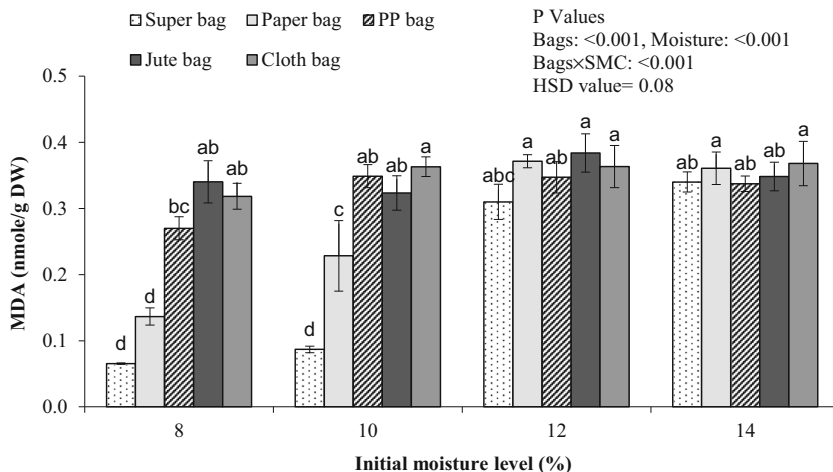 Super bag Paper bag PP bag
Jute bag Cloth bag
P Values
Bags: <0.001, Moisture: <0.001
Bags×SMC: <0.001
HSD value= 0.08
MDA (nmole/g DW)
0.5
0.4
0.3
0.2
0.1
0.0
d d bc ab ab
d c ab ab a
abc a ab a a
ab a ab ab a
8 10 12 14
Initial moisture level (%)